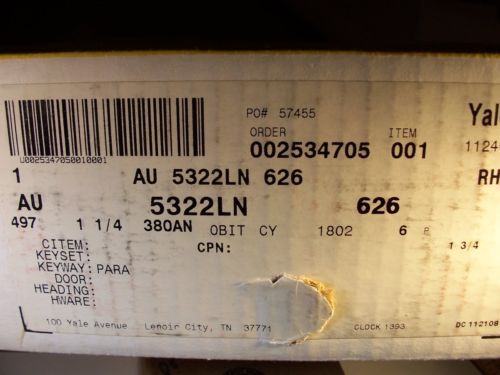 PO# 57455
ORDER ITEM
002534705 001
Yal
1124
U0025347050010001
1 AU 5322LN 626 RH
AU 5322LN 626
497 1 1/4 380AN OBIT CY 1802 6 P 1 3/4
CITEM: CPN:
KEYSET:
KEYWAY: PARA
DOOR:
HEADING:
HWARE:
100 Yale Avenue Lenoir City, TN 37771 CLOCK 1393 DC 112108